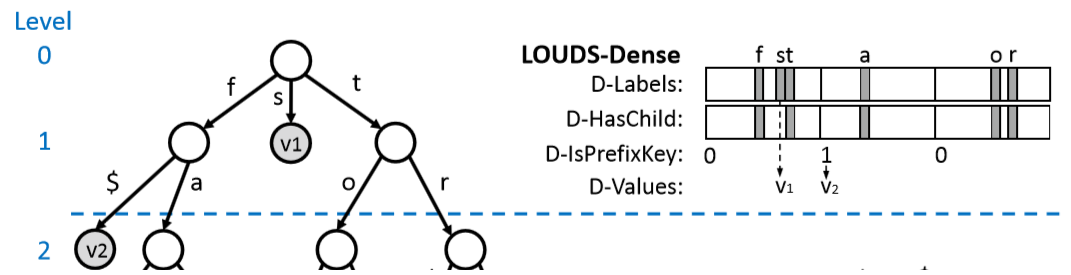 Level
0
f
s
t
1
v1
$
a
o
r
2
v2
LOUDS-Dense
f st a o r
D-Labels:
D-HasChild:
D-IsPrefixKey: 0 1 0
D-Values: v1 v2